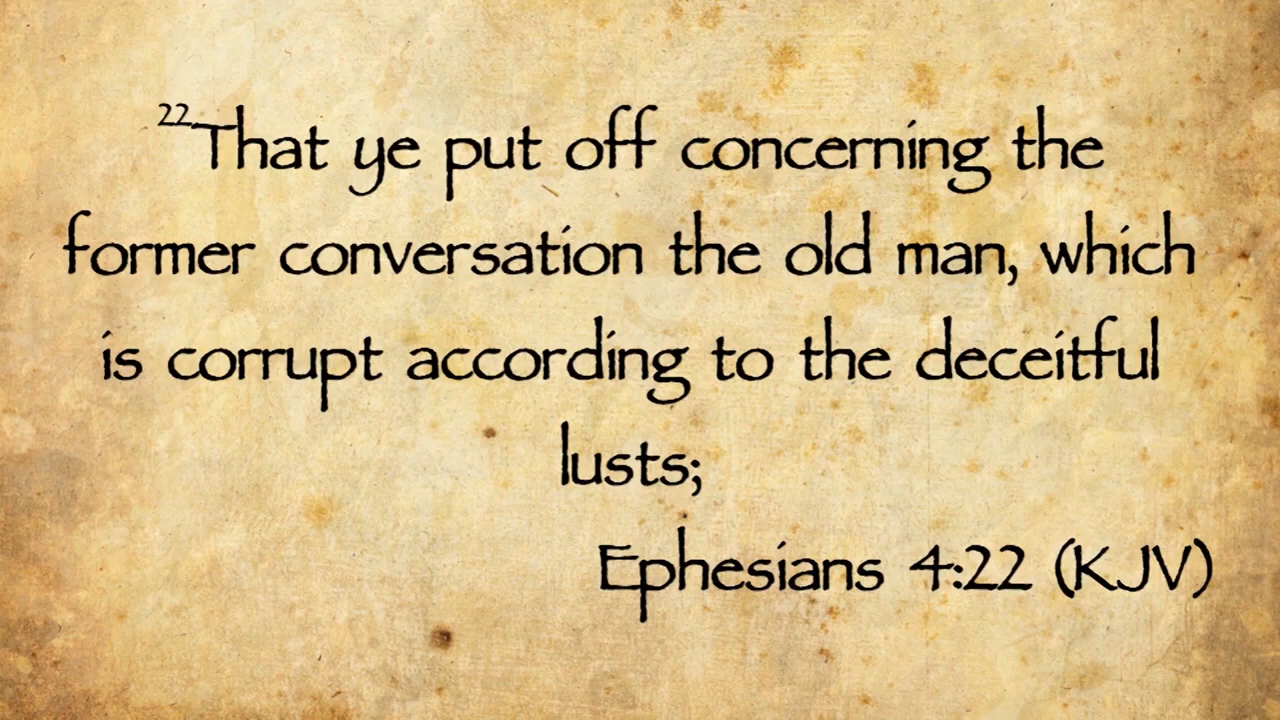 22That ye put off concerning the
former conversation the old man, which
is corrupt according to the deceitful
lusts;
Ephesians 4:22 (KJV)